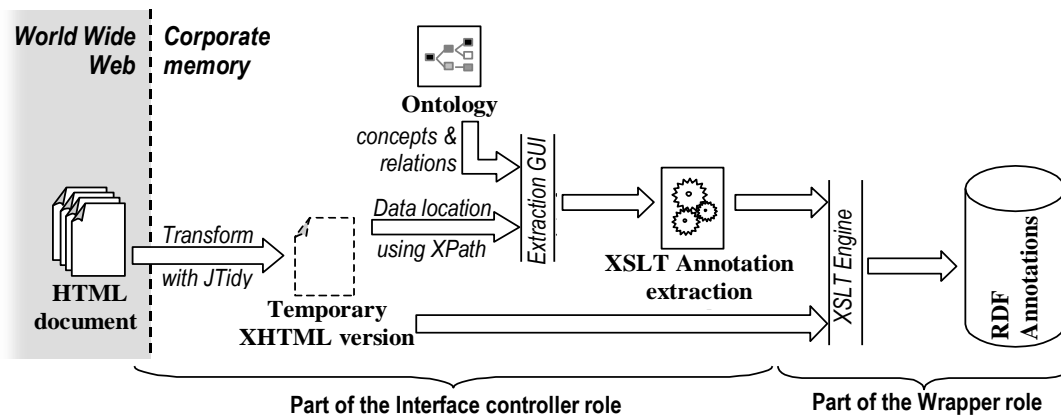 World Wide
Web
Corporate
memory
Ontology
concepts &
relations
Extraction GUI
Data location
using XPath
Transform
with JTidy
HTML
document
Temporary
XHTML version
XSLT Annotation
extraction
XSLT Engine
RDF
Annotations
Part of the Interface controller role
Part of the Wrapper role